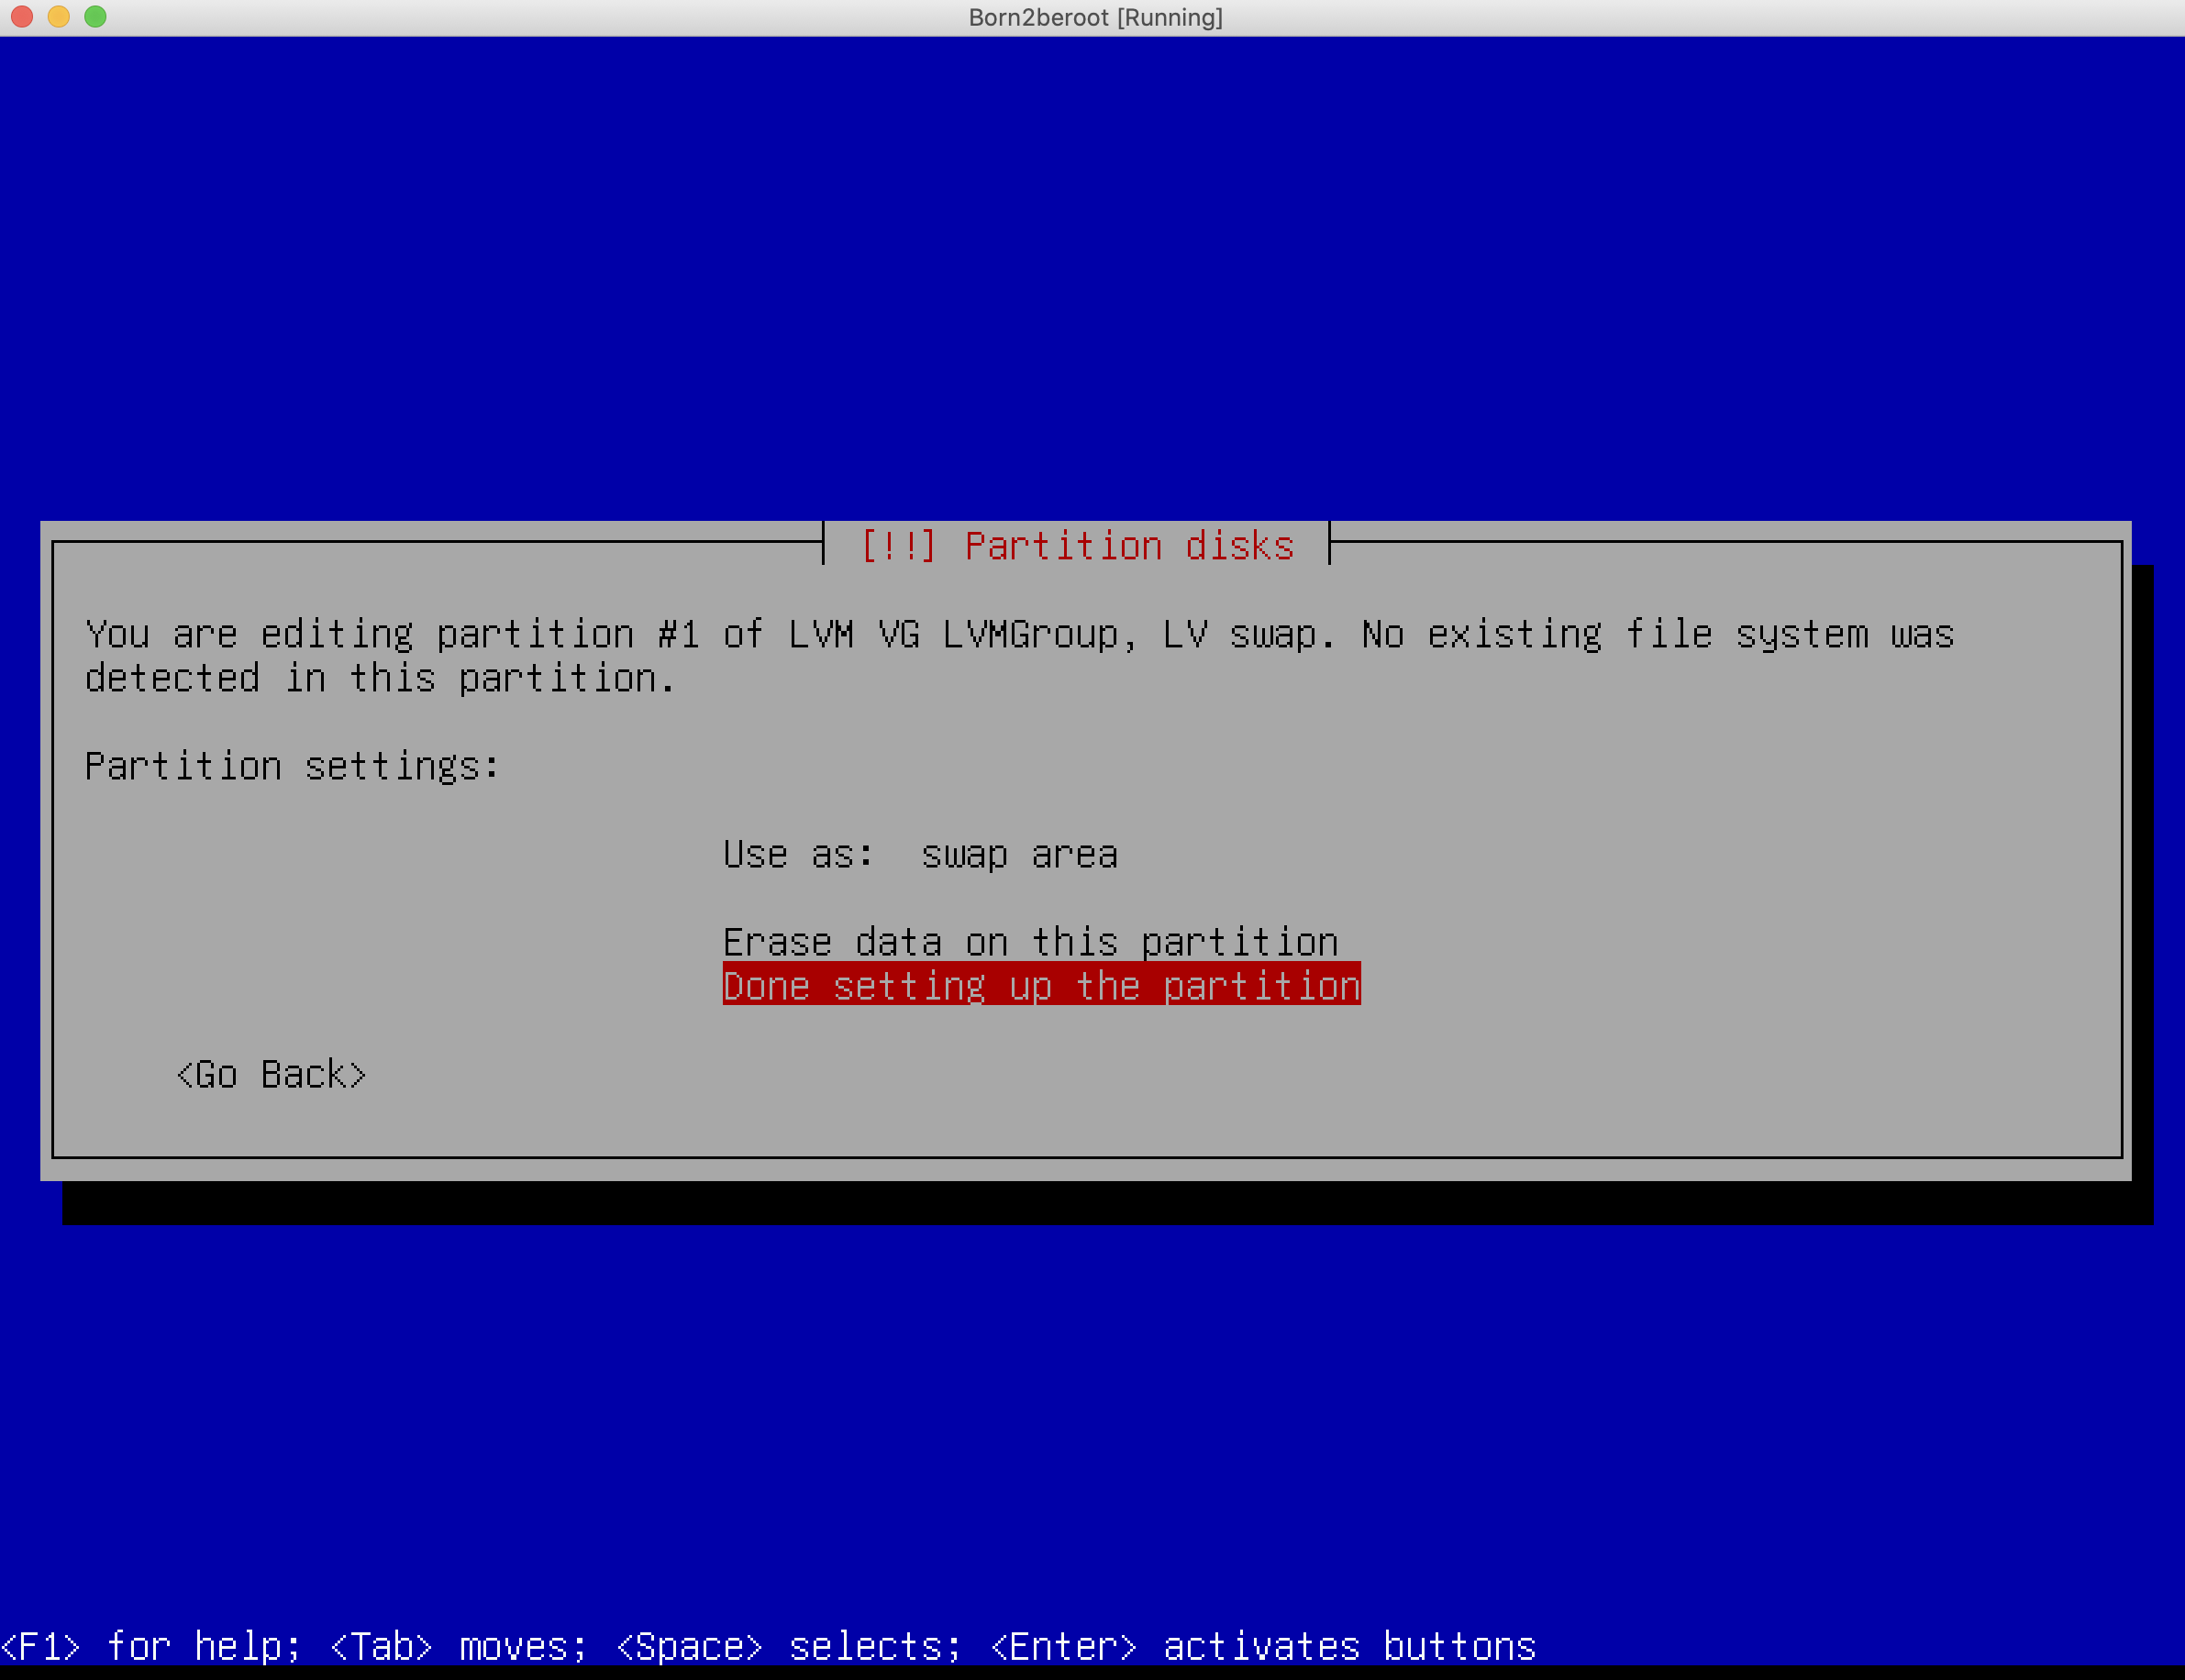 Born2beroot [Running]
[!!] Partition disks
You are editing partition #1 of LVM VG LVMGroup, LV swap. No existing file system was
detected in this partition.
Partition settings:
Use as:  swap area
Erase data on this partition
Done setting up the partition
<Go Back>
<F1> for help; <Tab> moves; <Space> selects; <Enter> activates buttons